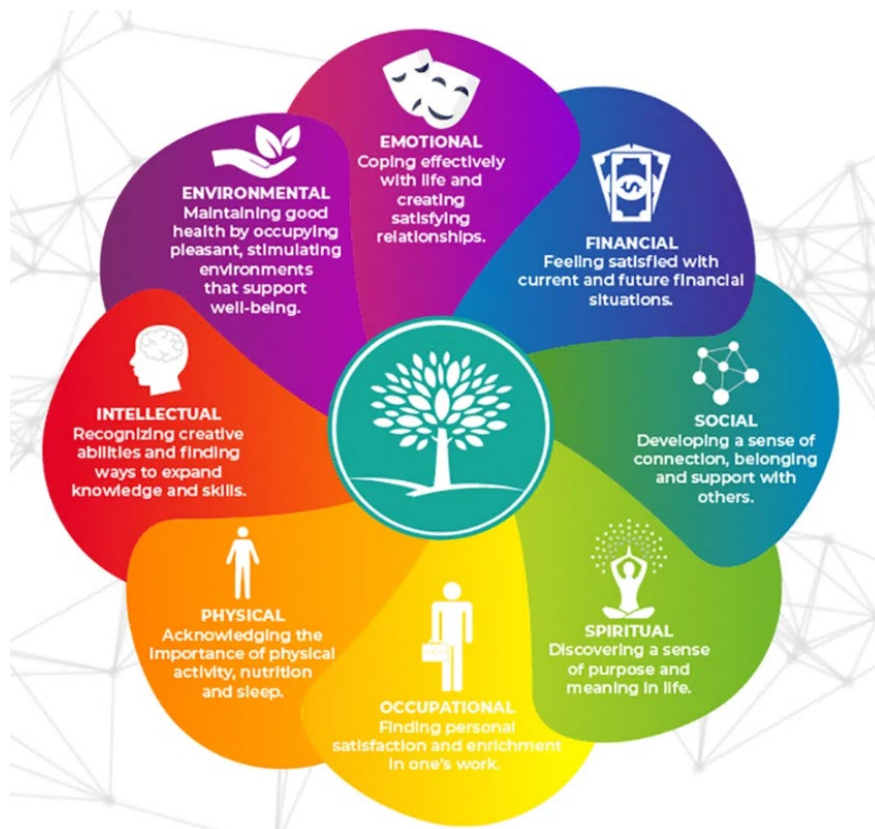 EMOTIONAL
Coping effectively
with life and
creating
satisfying
relationships.
FINANCIAL
Feeling satisfied with
current and future financial
situations.
SOCIAL
Developing a sense of
connection, belonging
and support with
others.
SPIRITUAL
Discovering a sense
of purpose and
meaning in life.
OCCUPATIONAL
Finding personal
satisfaction and enrichment
in one's work.
PHYSICAL
Acknowledging the
importance of physical
activity, nutrition
and sleep.
INTELLECTUAL
Recognizing creative
abilities and finding
ways to expand
knowledge and skills.
ENVIRONMENTAL
Maintaining good
health by occupying
pleasant, stimulating
environments
that support
well-being.